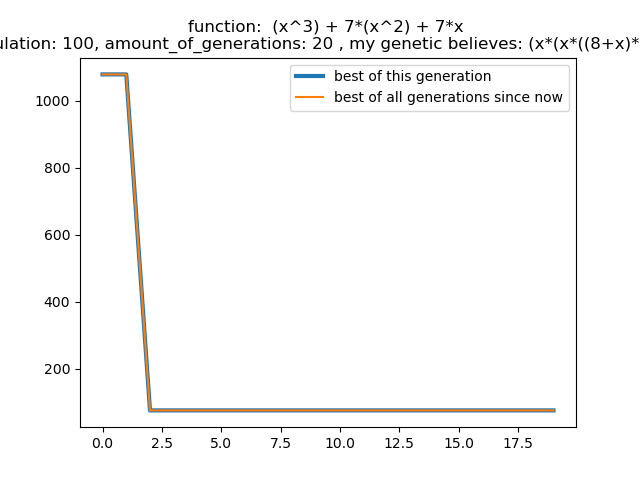 function:  (x^3) + 7*(x^2) + 7*x
ulation: 100, amount_of_generations: 20 , my genetic believes: (x*(x*((8+x)*
best of this generation
best of all generations since now
1000
800
600
400
200
0.0 2.5 5.0 7.5 10.0 12.5 15.0 17.5